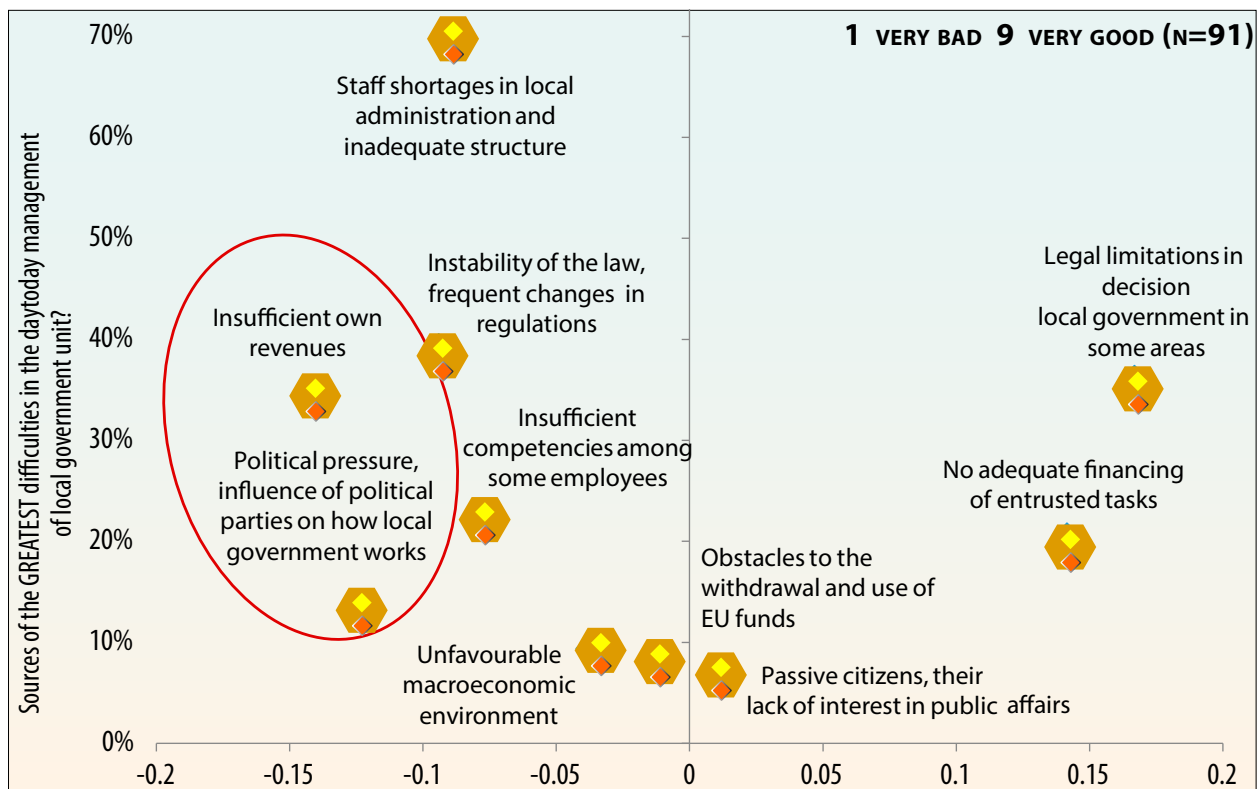 1 VERY BAD 9 VERY GOOD (N=91)
Sources of the GREATEST difficulties in the daytoday management
of local government unit?
70%
60%
50%
40%
30%
20%
10%
0%
Staff shortages in local
administration and
inadequate structure
Instability of the law,
frequent changes in
regulations
Insufficient own
revenues
Legal limitations in
decision
local government in
some areas
Insufficient
competencies among
some employees
Political pressure,
influence of political
parties on how local
government works
No adequate financing
of entrusted tasks
Obstacles to the
withdrawal and use of
EU funds
Unfavourable
macroeconomic
environment
Passive citizens, their
lack of interest in public affairs
-0.2 -0.15 -0.1 -0.05 0 0.05 0.1 0.15 0.2